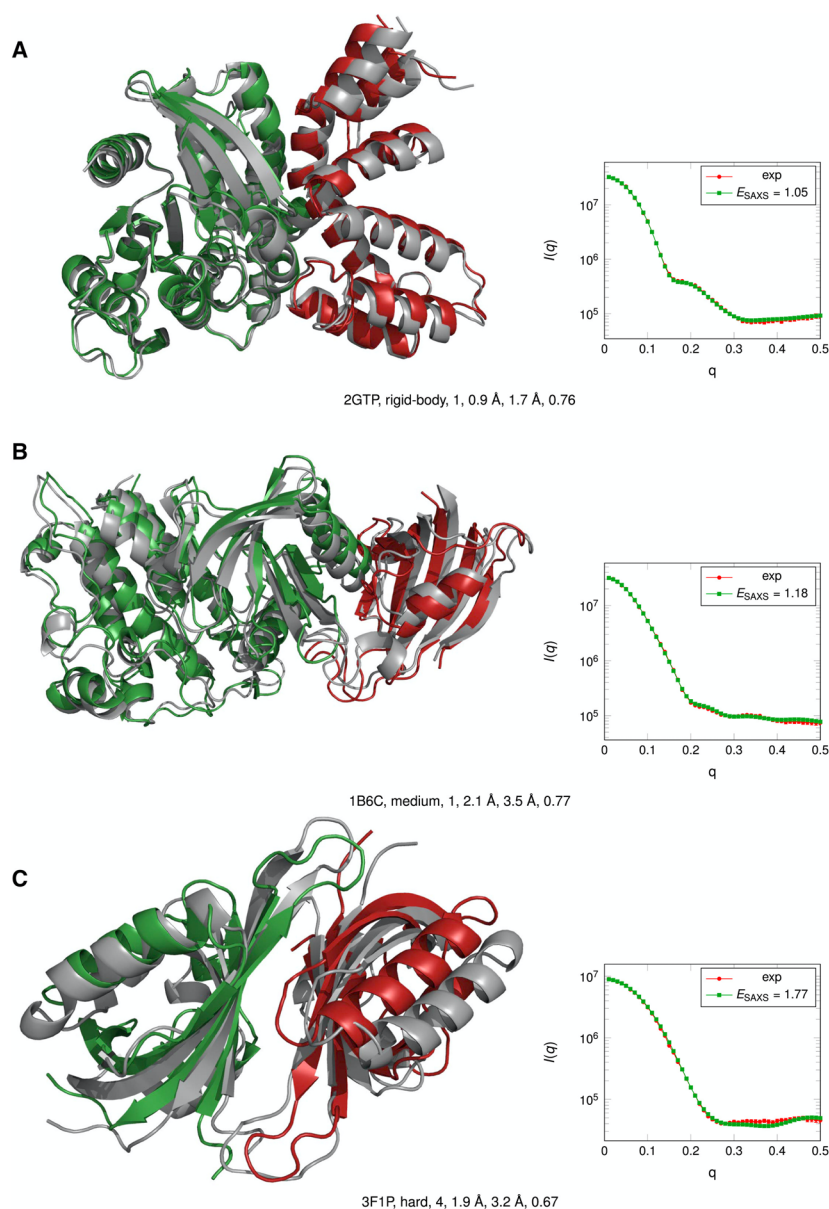 A
exp
E_SAXS = 1.05
10^7
10^6
10^5
I(q)
0 0.1 0.2 0.3 0.4 0.5
q
2GTP, rigid-body, 1, 0.9 Å, 1.7 Å, 0.76
B
exp
E_SAXS = 1.18
10^7
10^6
10^5
I(q)
0 0.1 0.2 0.3 0.4 0.5
q
1B6C, medium, 1, 2.1 Å, 3.5 Å, 0.77
C
exp
E_SAXS = 1.77
10^7
10^6
10^5
I(q)
0 0.1 0.2 0.3 0.4 0.5
q
3F1P, hard, 4, 1.9 Å, 3.2 Å, 0.67